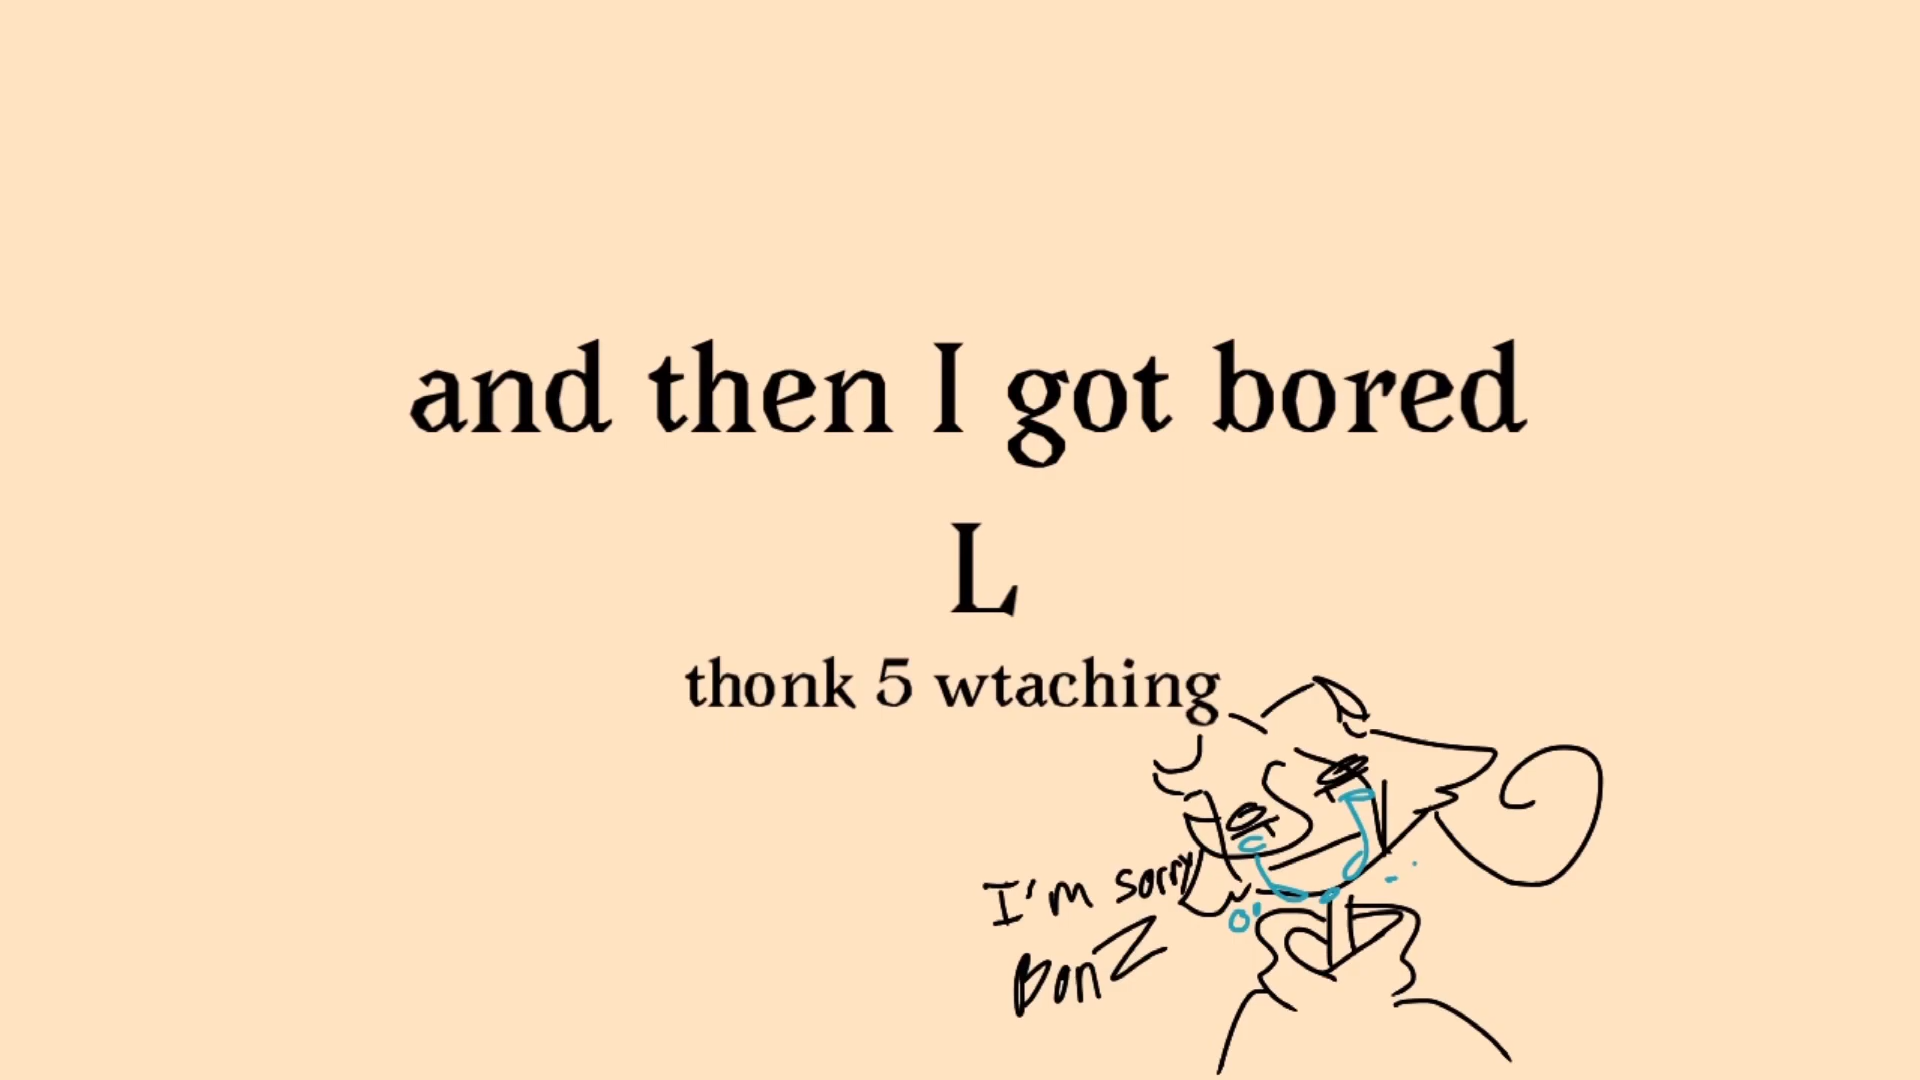 and then I got bored
L
thonk 5 wtaching
I'm sorry
BonZ